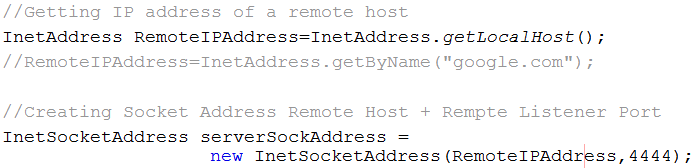 //Getting IP address of a remote host
InetAddress RemoteIPAddress=InetAddress.getLocalHost();
//RemoteIPAddress=InetAddress.getByName("google.com");
//Creating Socket Address Remote Host + Rempte Listener Port
InetSocketAddress serverSockAddress =
new InetSocketAddress(RemoteIPAddress,4444);